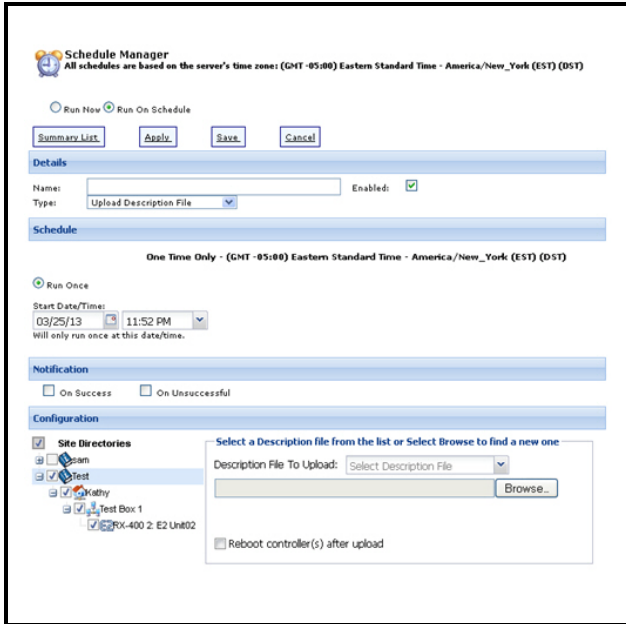 Schedule Manager
All schedules are based on the server's time zone: (GMT -05:00) Eastern Standard Time - America/New_York (EST) (DST)
Run Now Run On Schedule
Summary List Apply Save Cancel
Details
Name: Enabled:
Type: Upload Description File
Schedule
One Time Only - (GMT -05:00) Eastern Standard Time - America/New_York (EST) (DST)
Run Once
Start Date/Time:
03/25/13 11:52 PM
Will only run once at this date/time.
Notification
On Success On Unsuccessful
Configuration
Site Directories
sam
Test
Kathy
Test Box 1
E2 RX-400 2: E2 Unit02
Select a Description file from the list or Select Browse to find a new one
Description File To Upload: Select Description File
Browse...
Reboot controller(s) after upload